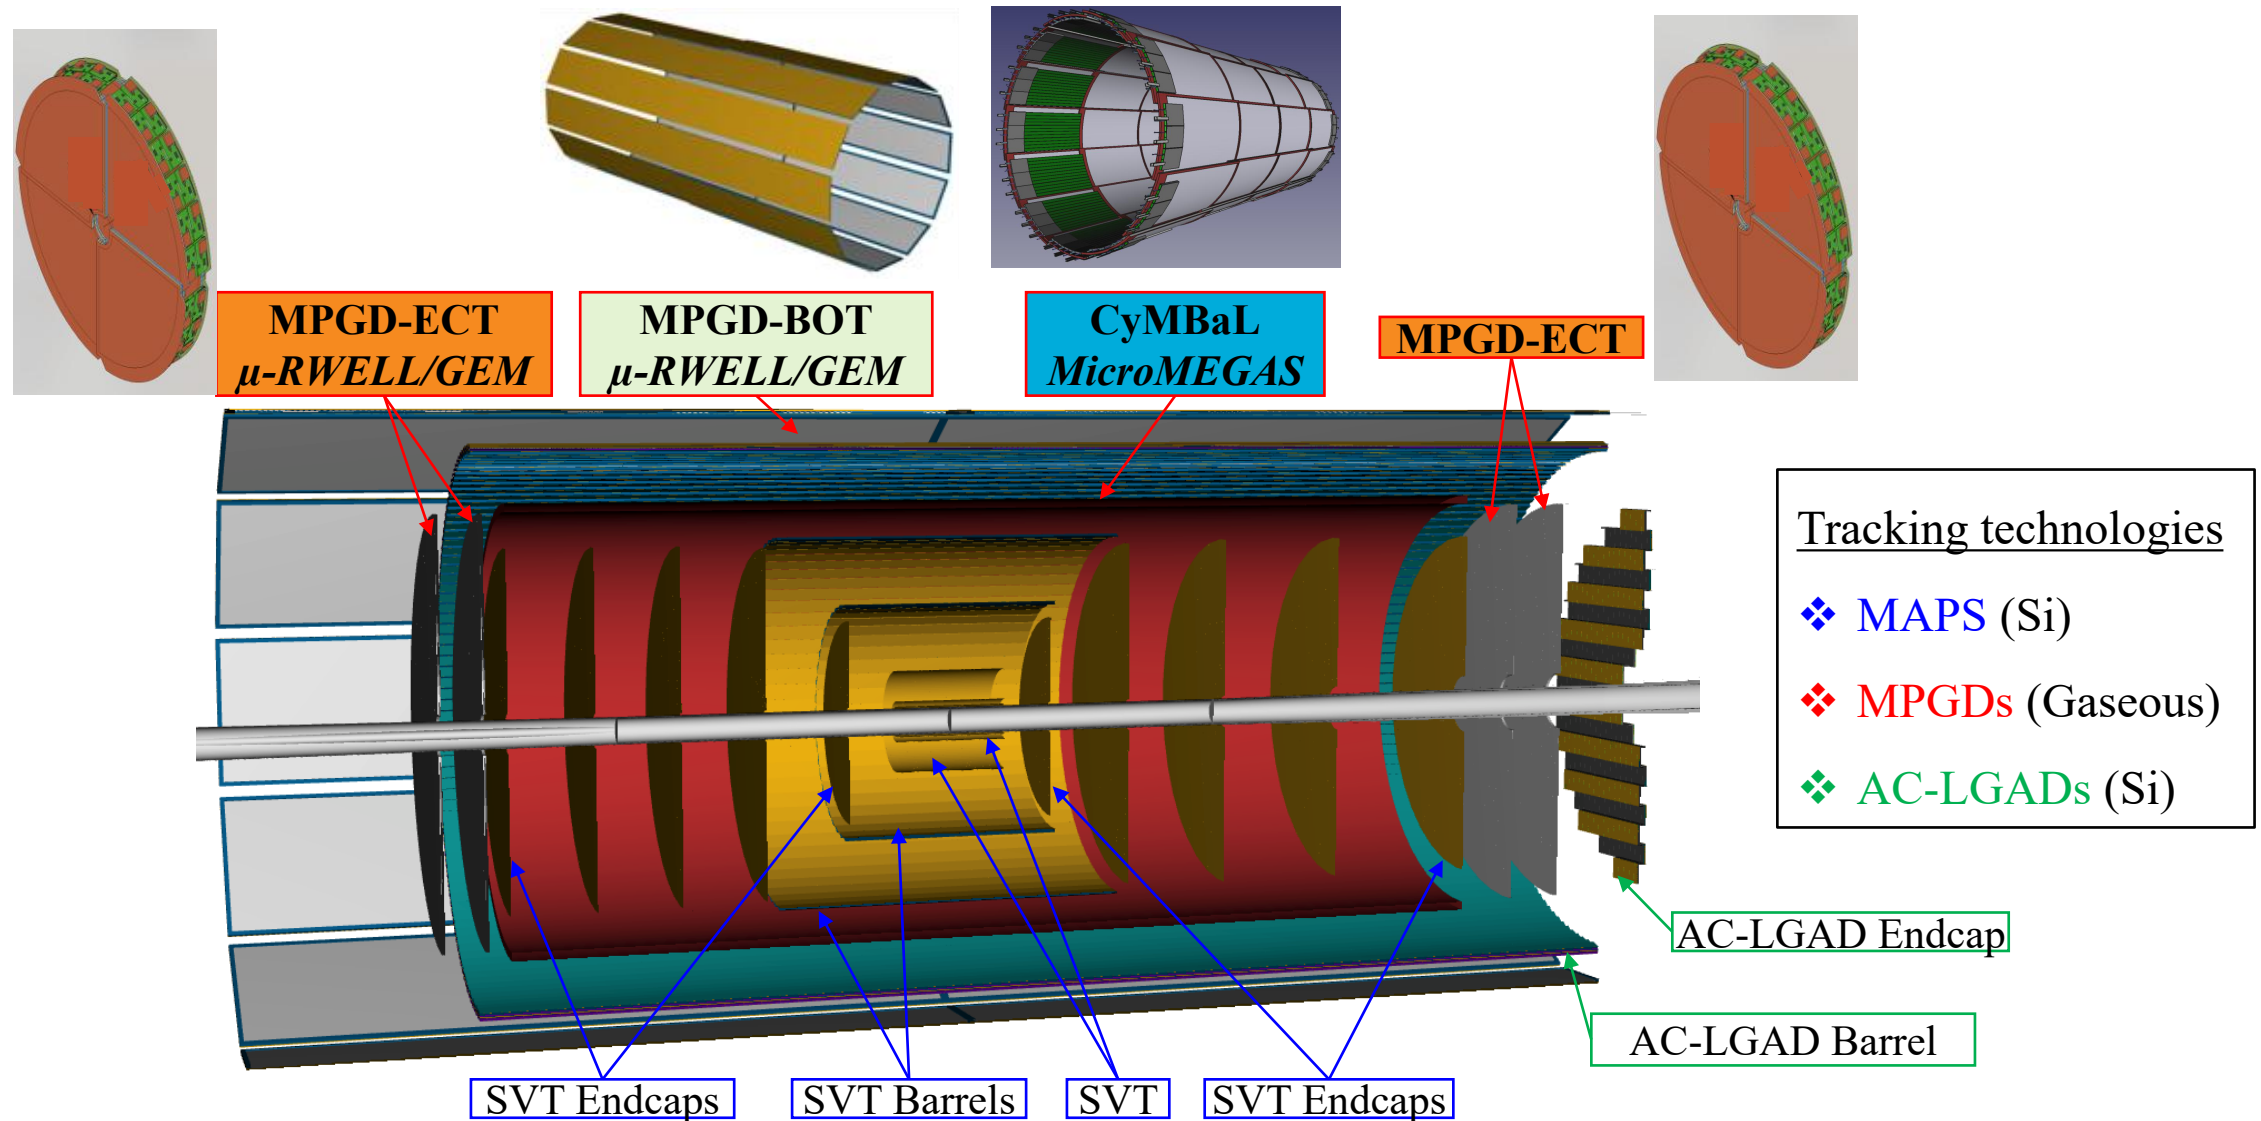 MPGD-ECT
μ-RWELL/GEM
MPGD-BOT
μ-RWELL/GEM
CyMBaL
MicroMEGAS
MPGD-ECT
Tracking technologies
❖ MAPS (Si)
❖ MPGDs (Gaseous)
❖ AC-LGADs (Si)
AC-LGAD Endcap
AC-LGAD Barrel
SVT Endcaps
SVT Barrels
SVT
SVT Endcaps